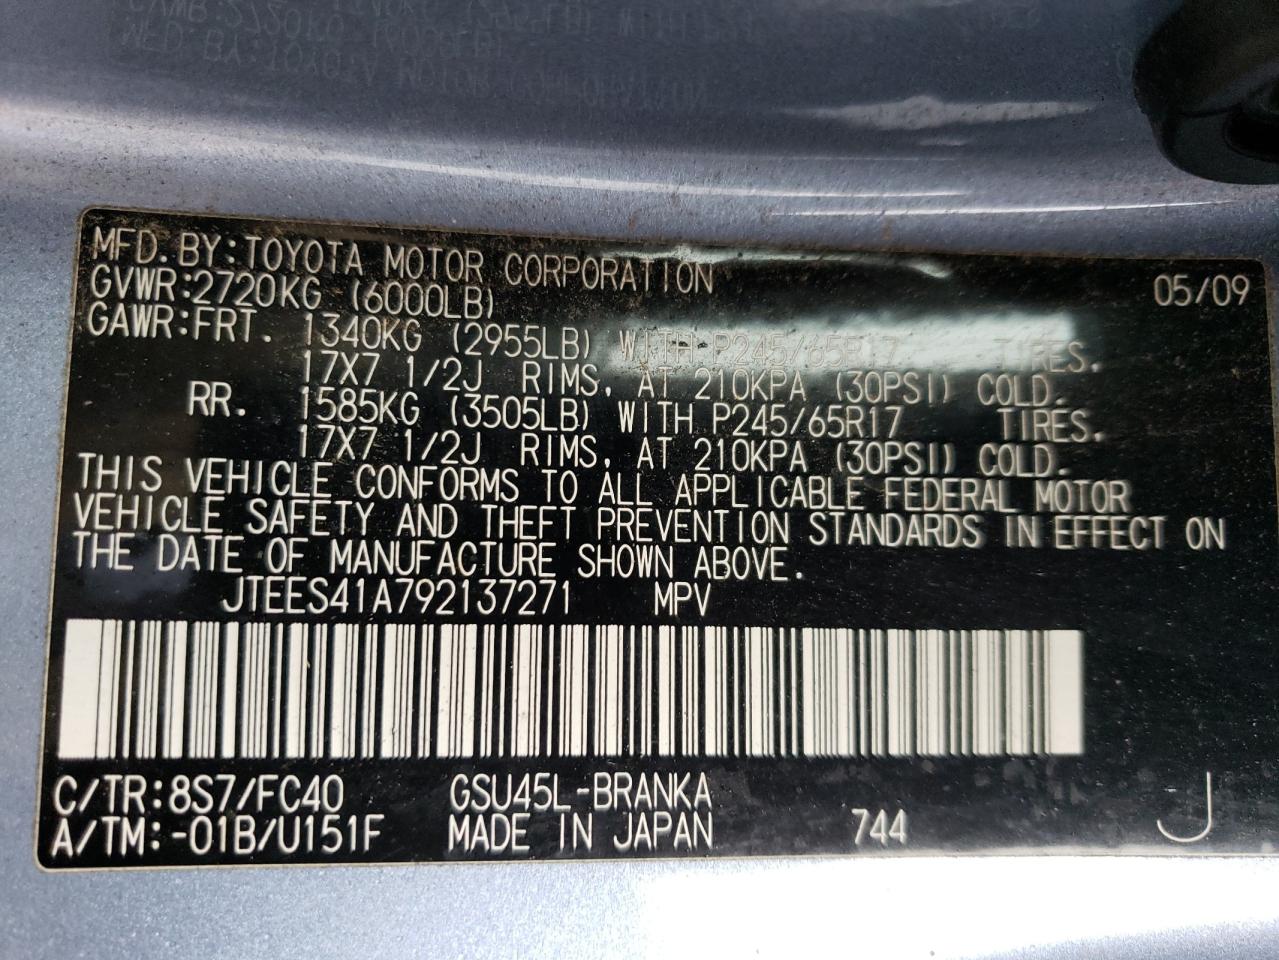 MFD. BY:TOYOTA MOTOR CORPORATION 05/09
GVWR:2720KG (6000LB)
GAWR:FRT. 1340KG (2955LB) WITH P245/65R17 TIRES.
17X7 1/2J RIMS, AT 210KPA (30PSI) COLD.
RR. 1585KG (3505LB) WITH P245/65R17 TIRES.
17X7 1/2J RIMS, AT 210KPA (30PSI) COLD.
THIS VEHICLE CONFORMS TO ALL APPLICABLE FEDERAL MOTOR
VEHICLE SAFETY AND THEFT PREVENTION STANDARDS IN EFFECT ON
THE DATE OF MANUFACTURE SHOWN ABOVE.
JTEES41A792137271 MPV
C/TR:8S7/FC40 GSU45L-BRANKA
A/TM:-01B/U151F MADE IN JAPAN 744 J